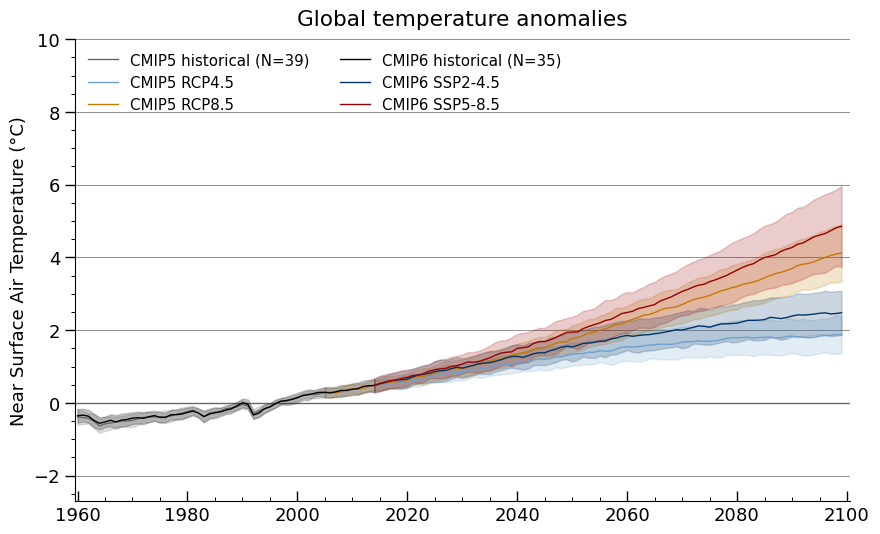 Global temperature anomalies
10
8
6
4
2
0
−2
Near Surface Air Temperature (°C)
CMIP5 historical (N=39)
CMIP5 RCP4.5
CMIP5 RCP8.5
CMIP6 historical (N=35)
CMIP6 SSP2-4.5
CMIP6 SSP5-8.5
1960 1980 2000 2020 2040 2060 2080 2100